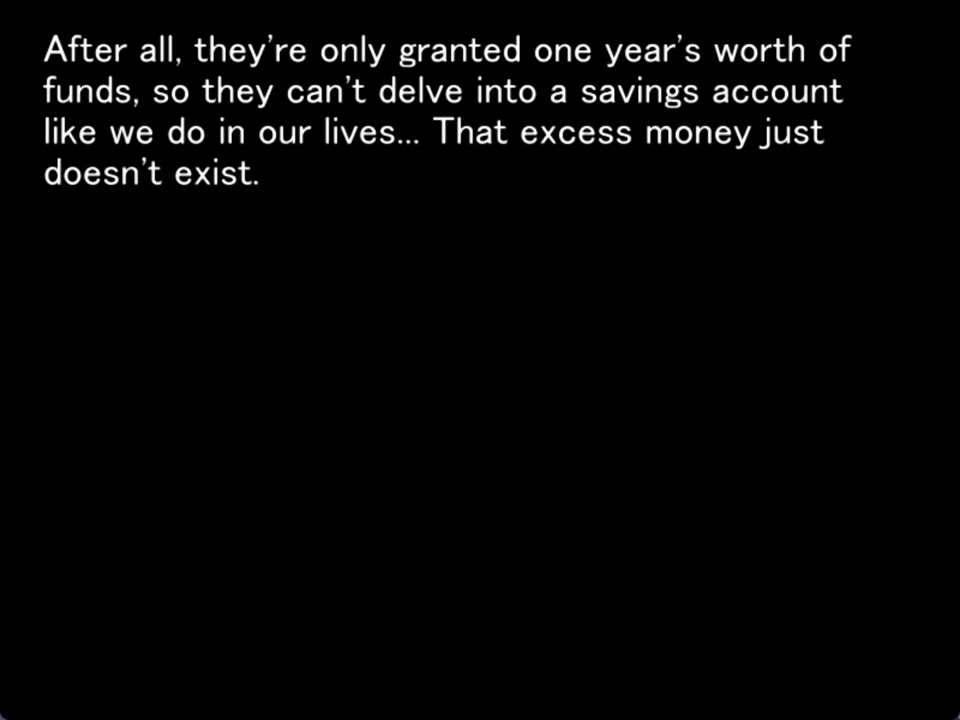 After all, they're only granted one year's worth of
funds, so they can't delve into a savings account
like we do in our lives... That excess money just
doesn't exist.